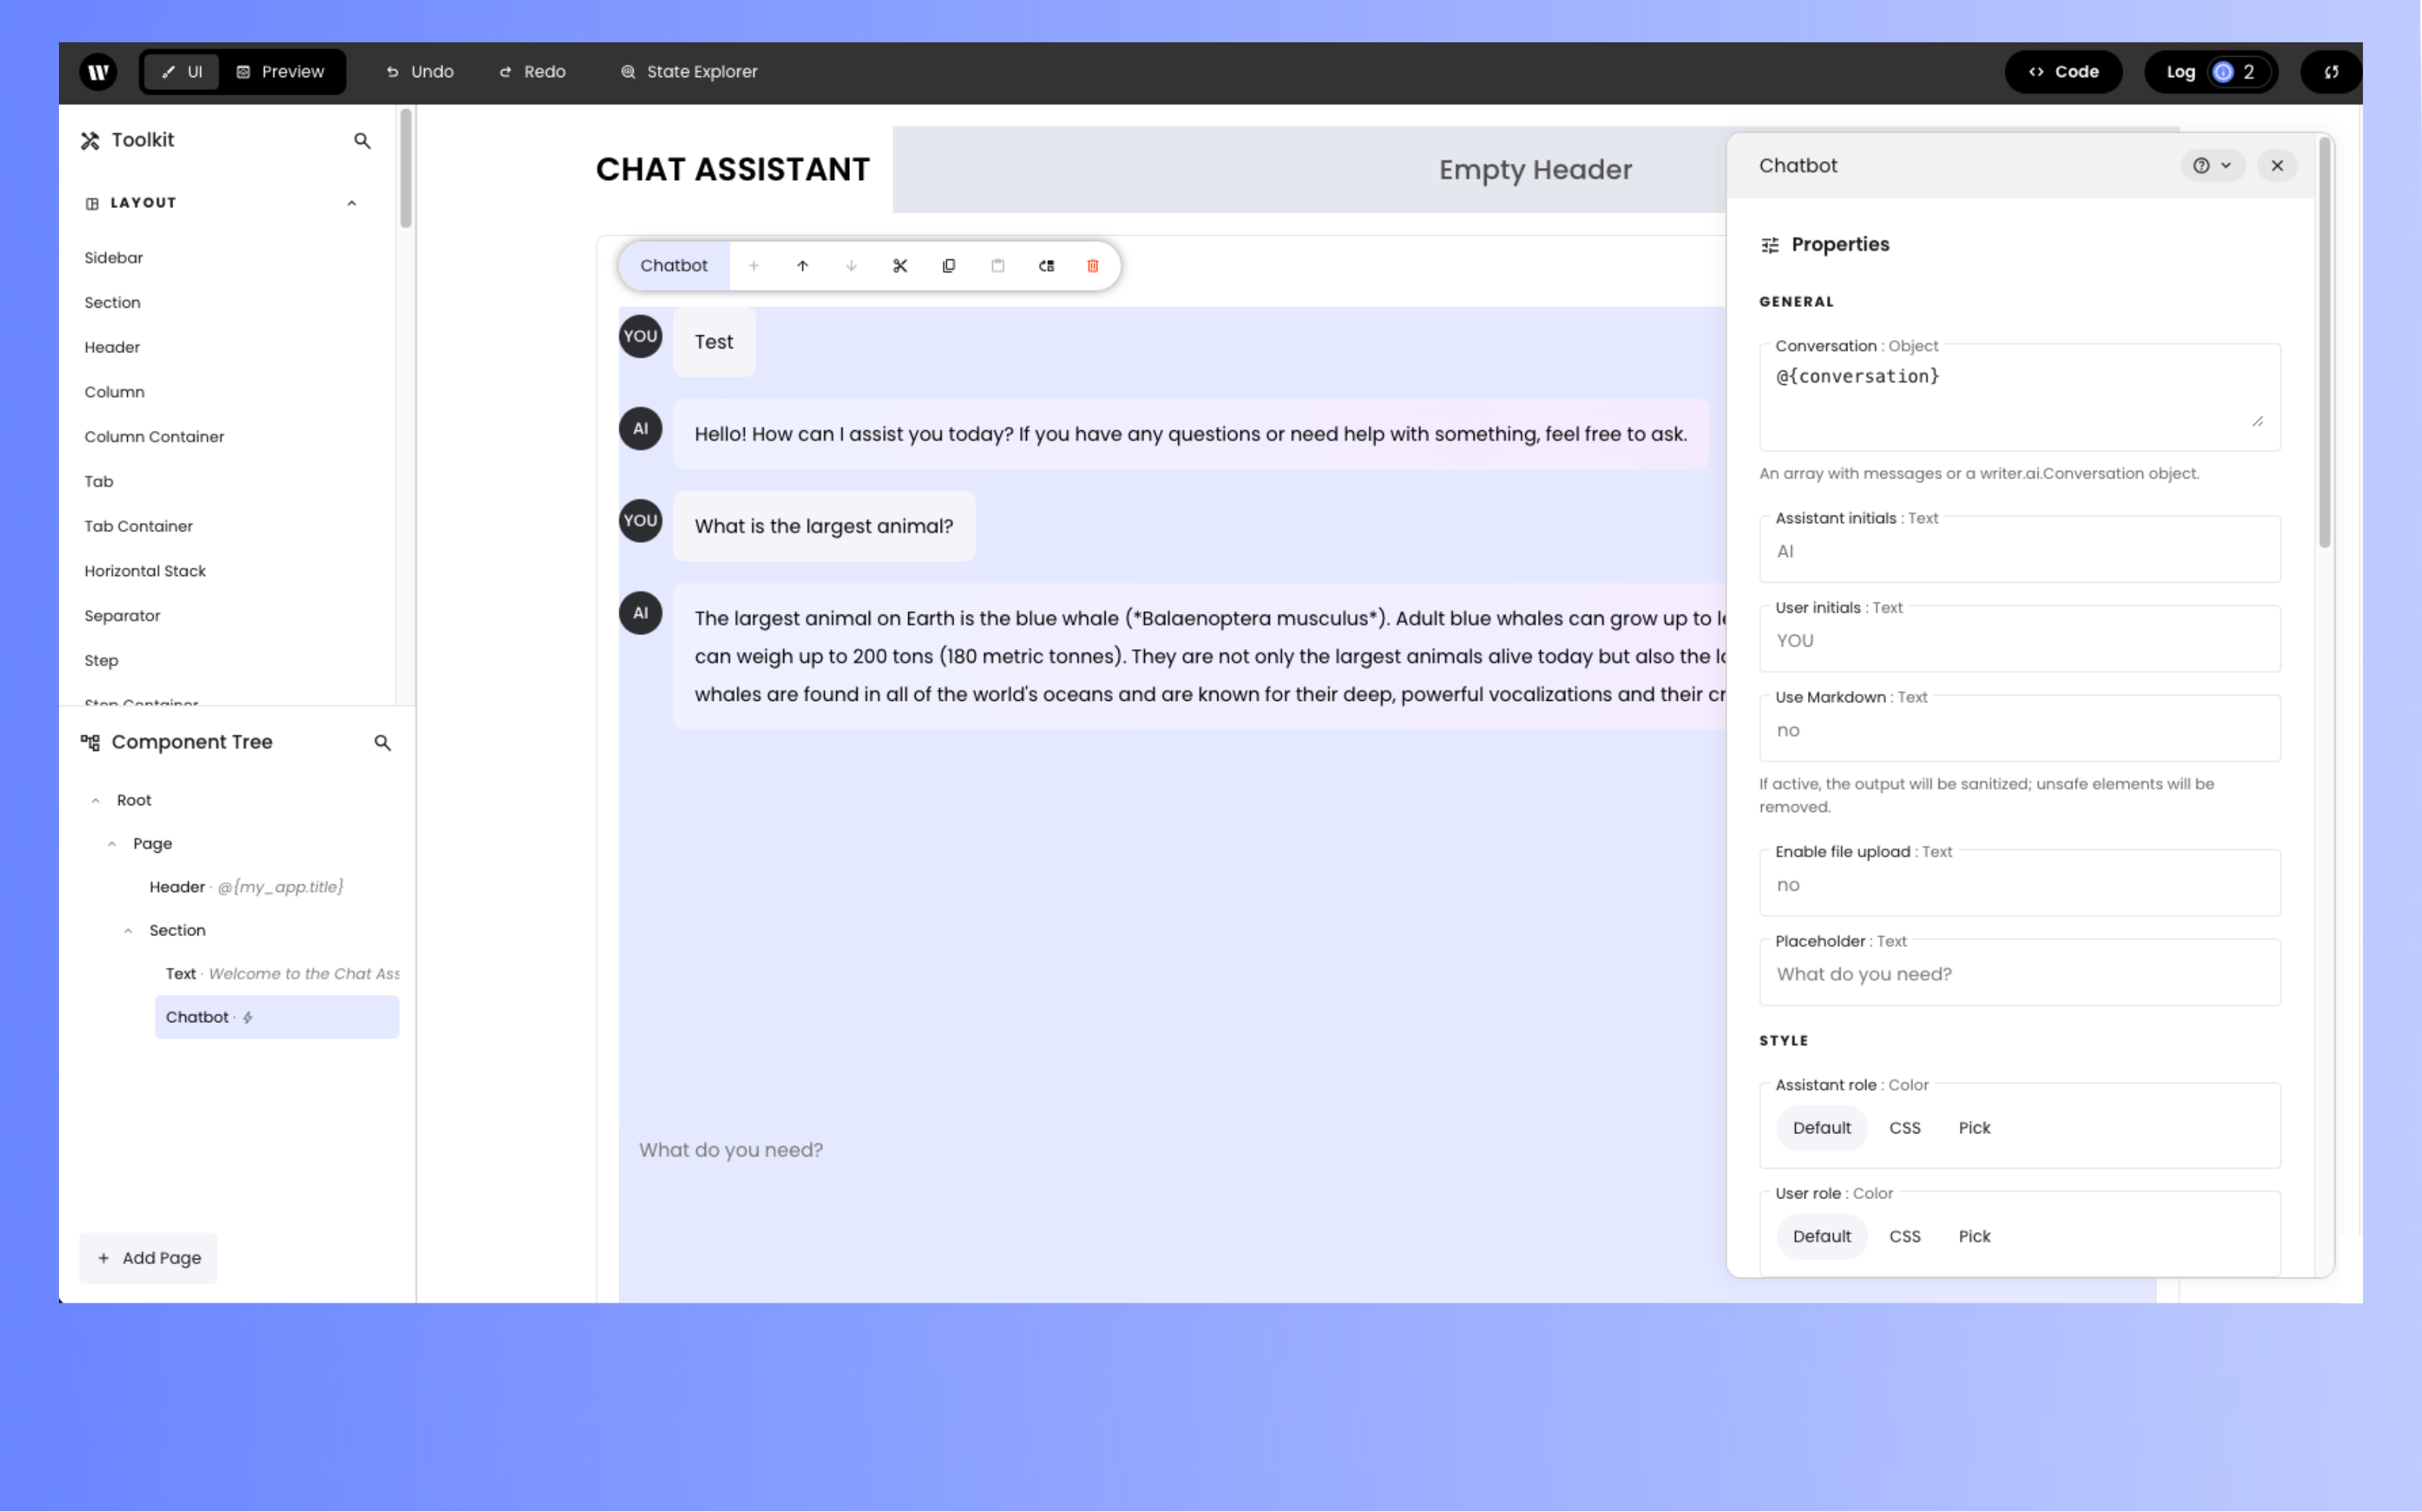 W UI Preview Undo Redo State Explorer Code Log 2
Toolkit
LAYOUT
Sidebar
Section
Header
Column
Column Container
Tab
Tab Container
Horizontal Stack
Separator
Step
Step Container
Component Tree
Root
Page
Header · @{my_app.title}
Section
Text · Welcome to the Chat Ass
Chatbot ·
+ Add Page
CHAT ASSISTANT
Empty Header
Chatbot
YOU Test
AI Hello! How can I assist you today? If you have any questions or need help with something, feel free to ask.
YOU What is the largest animal?
AI The largest animal on Earth is the blue whale (*Balaenoptera musculus*). Adult blue whales can grow up to
can weigh up to 200 tons (180 metric tonnes). They are not only the largest animals alive today but also the
whales are found in all of the world's oceans and are known for their deep, powerful vocalizations and their
What do you need?
Chatbot
Properties
GENERAL
Conversation : Object
@{conversation}
An array with messages or a writer.ai.Conversation object.
Assistant initials : Text
AI
User initials : Text
YOU
Use Markdown : Text
no
If active, the output will be sanitized; unsafe elements will be
removed.
Enable file upload : Text
no
Placeholder : Text
What do you need?
STYLE
Assistant role : Color
Default CSS Pick
User role : Color
Default CSS Pick